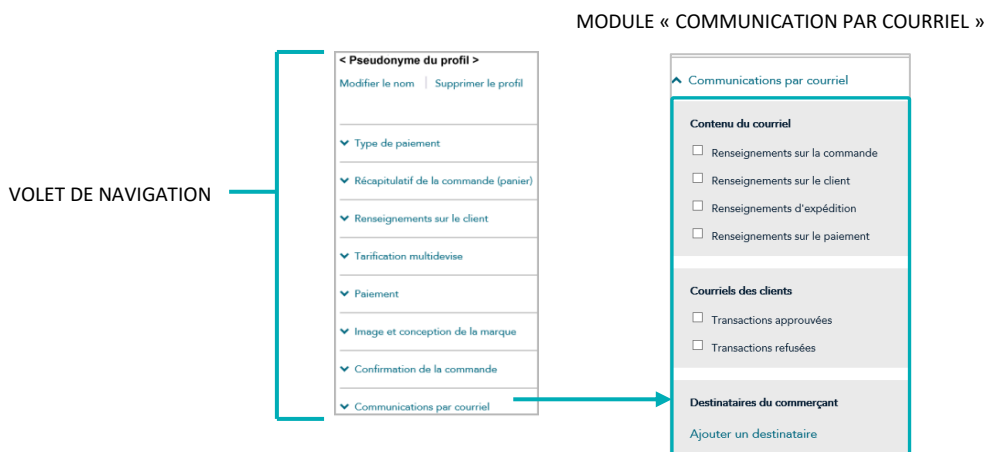 MODULE « COMMUNICATION PAR COURRIEL »
VOLET DE NAVIGATION
< Pseudonyme du profil >
Modifier le nom | Supprimer le profil
Type de paiement
Récapitulatif de la commande (panier)
Renseignements sur le client
Tarification multidevise
Paiement
Image et conception de la marque
Confirmation de la commande
Communications par courriel
Communications par courriel
Contenu du courriel
Renseignements sur la commande
Renseignements sur le client
Renseignements d'expédition
Renseignements sur le paiement
Courriels des clients
Transactions approuvées
Transactions refusées
Destinataires du commerçant
Ajouter un destinataire